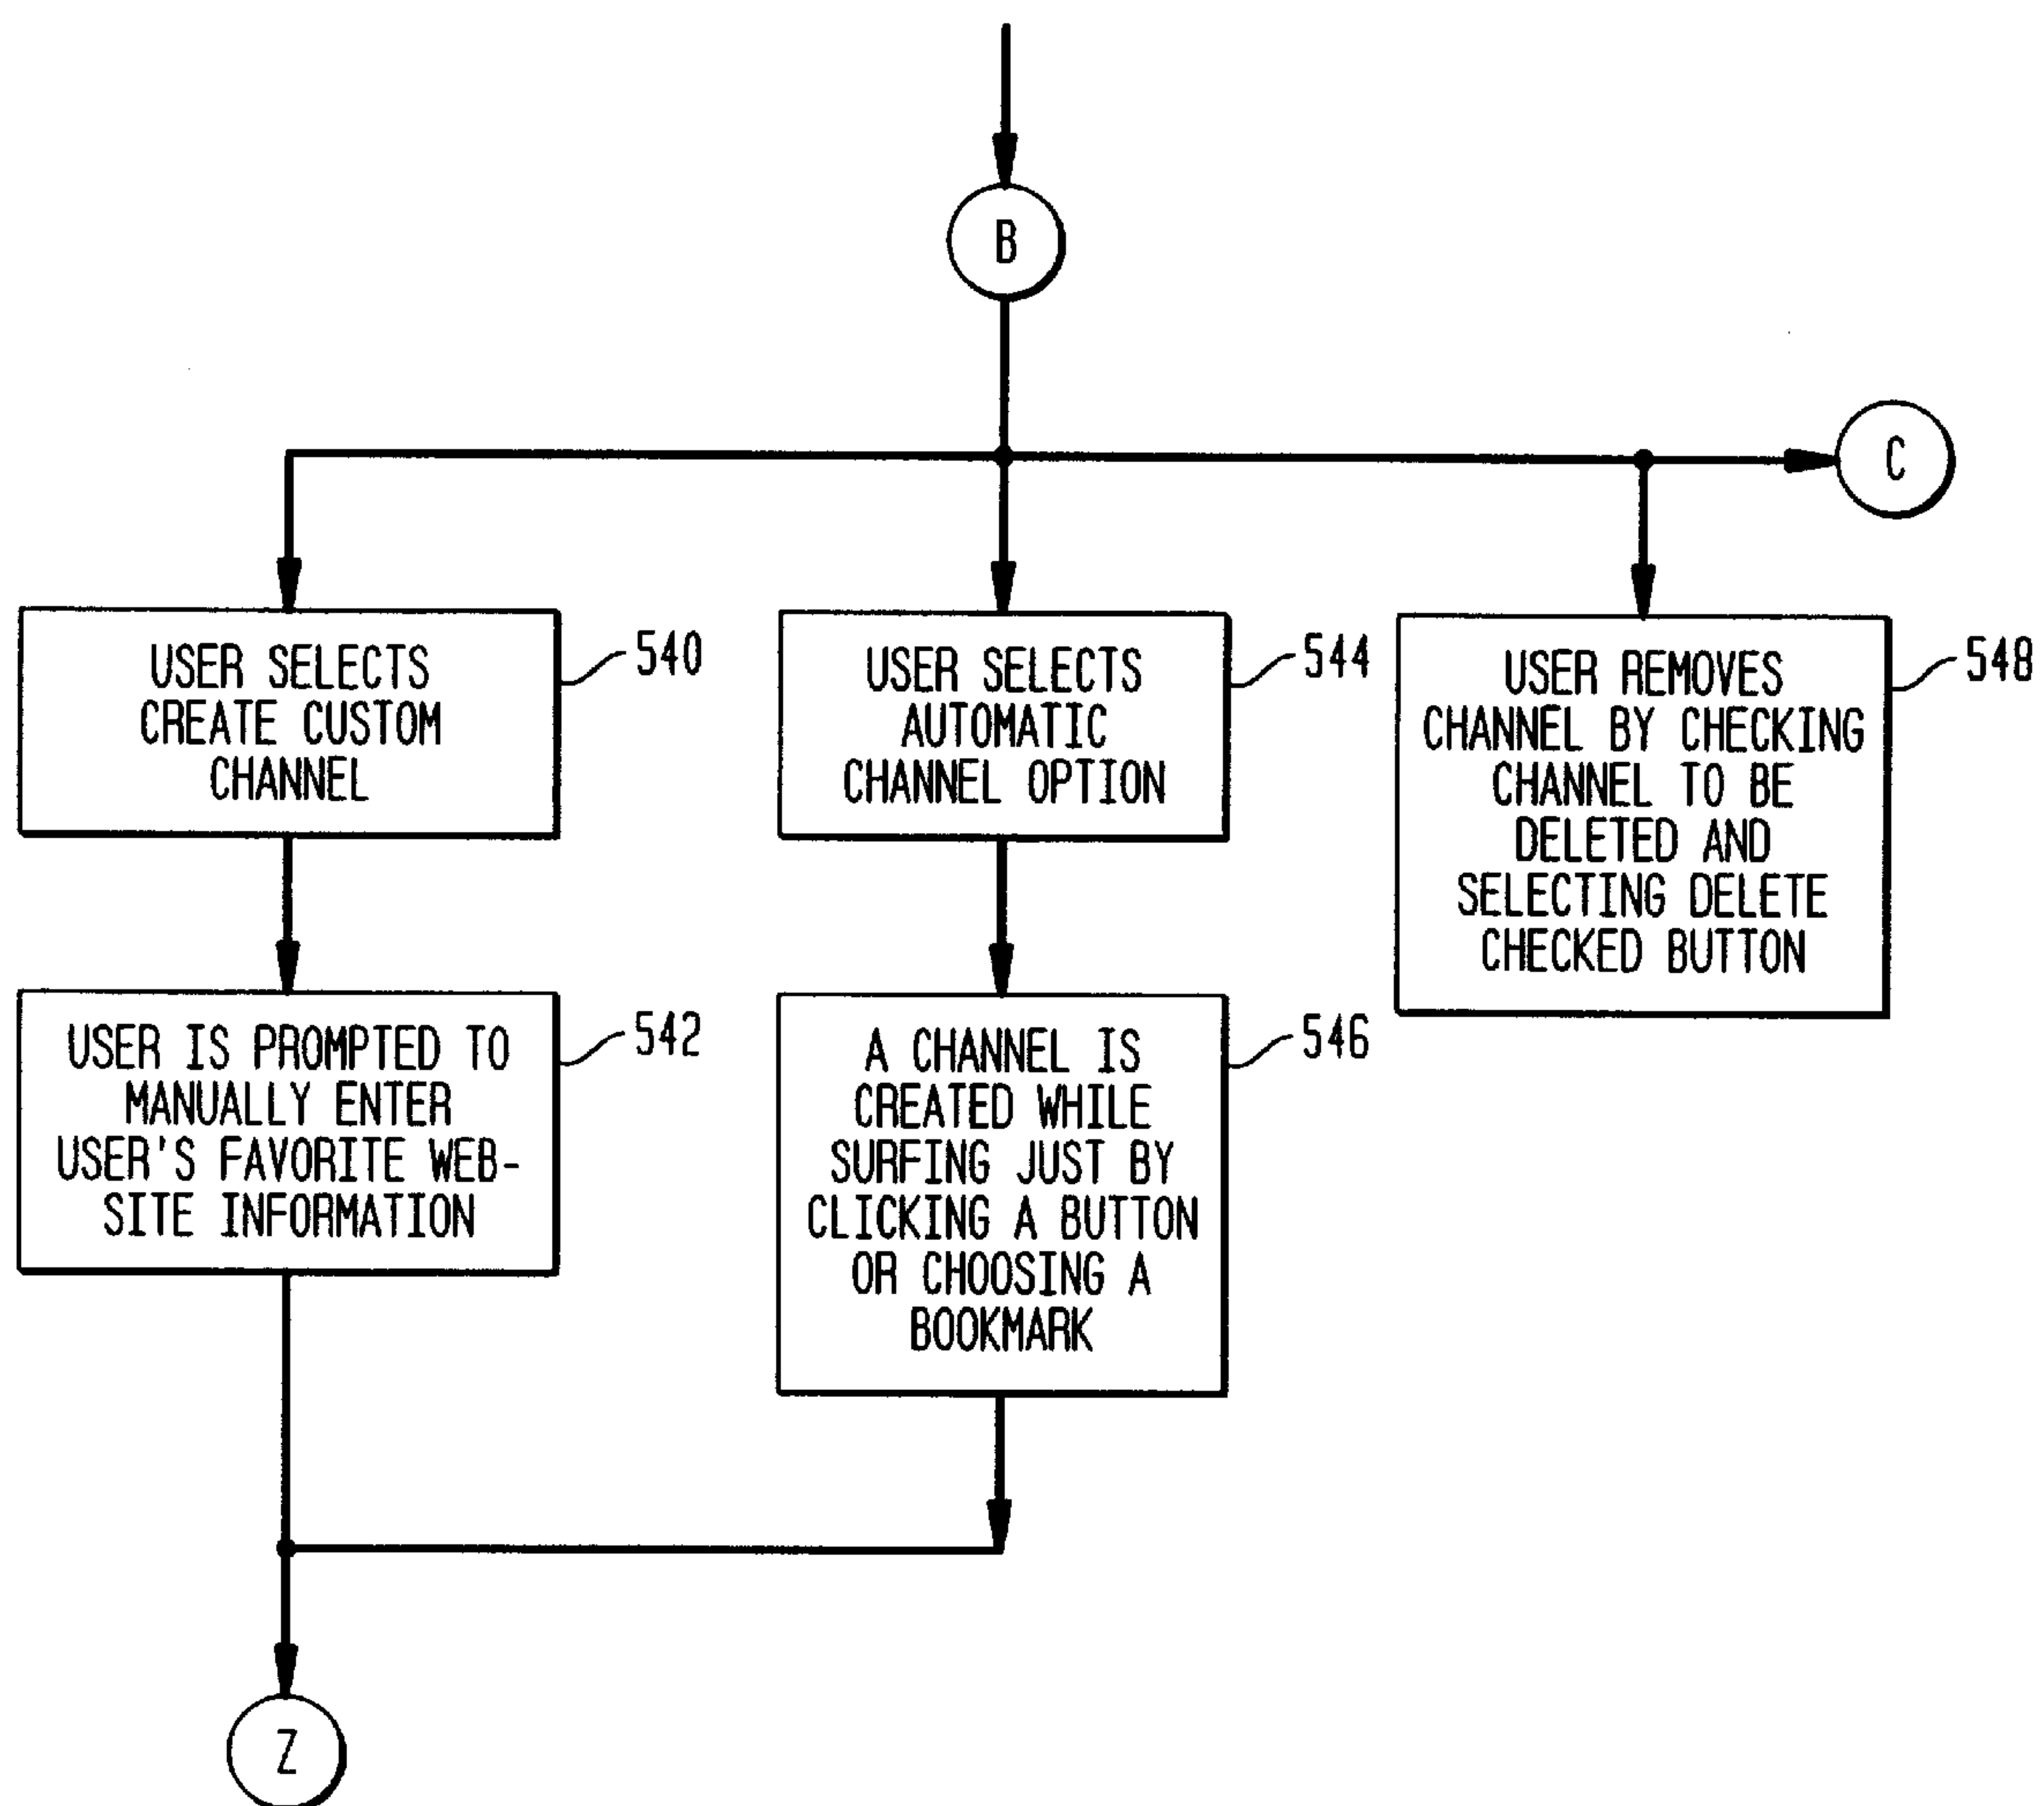 B
C
USER SELECTS
CREATE CUSTOM
CHANNEL
540
USER SELECTS
AUTOMATIC
CHANNEL OPTION
544
USER REMOVES
CHANNEL BY CHECKING
CHANNEL TO BE
DELETED AND
SELECTING DELETE
CHECKED BUTTON
548
USER IS PROMPTED TO
MANUALLY ENTER
USER'S FAVORITE WEB-
SITE INFORMATION
542
A CHANNEL IS
CREATED WHILE
SURFING JUST BY
CLICKING A BUTTON
OR CHOOSING A
BOOKMARK
546
Z